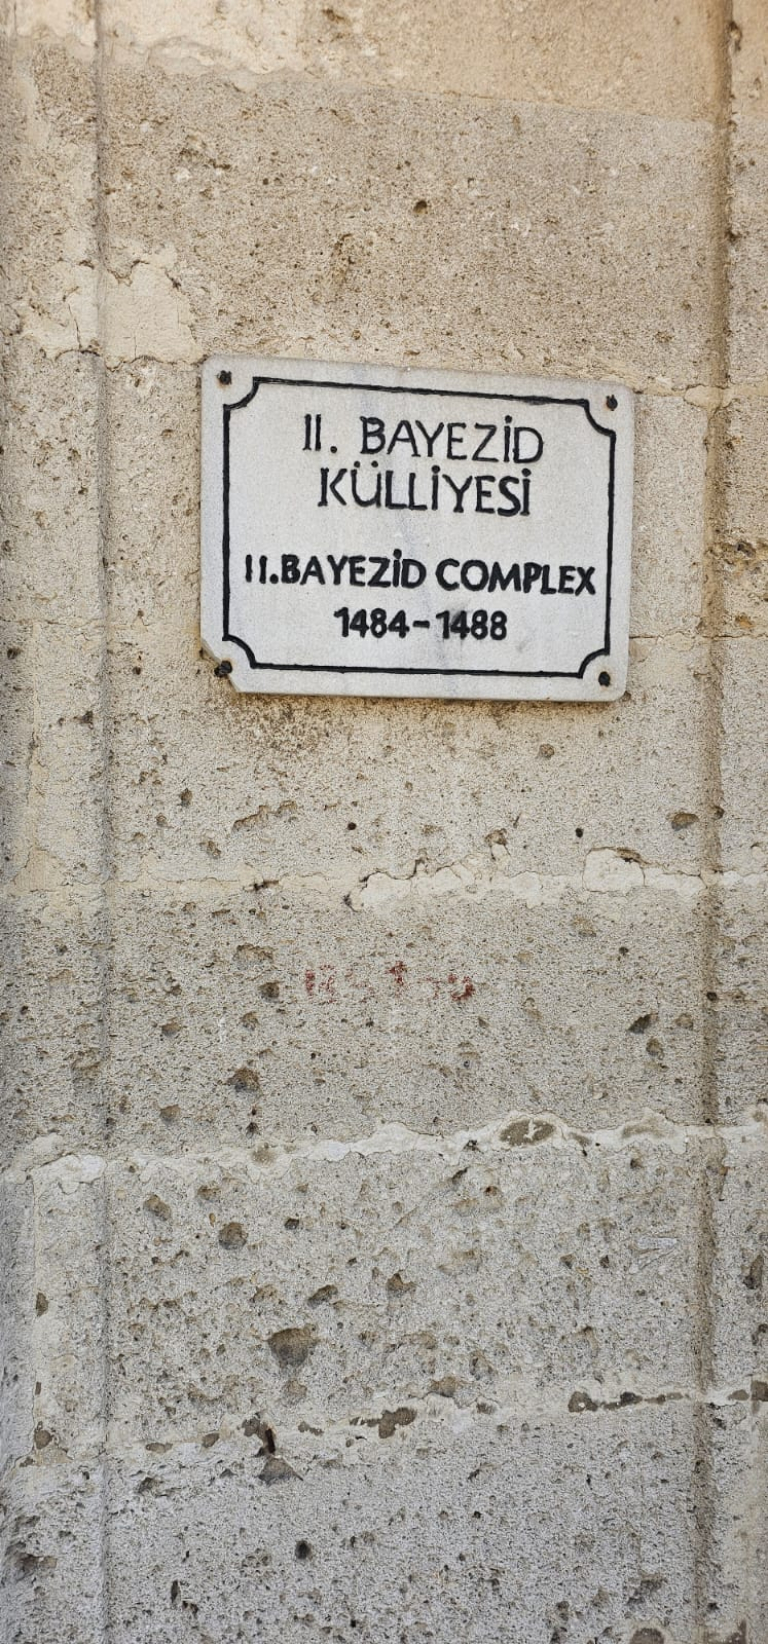 II. BAYEZİD
KÜLLİYESİ
II.BAYEZİD COMPLEX
1484-1488